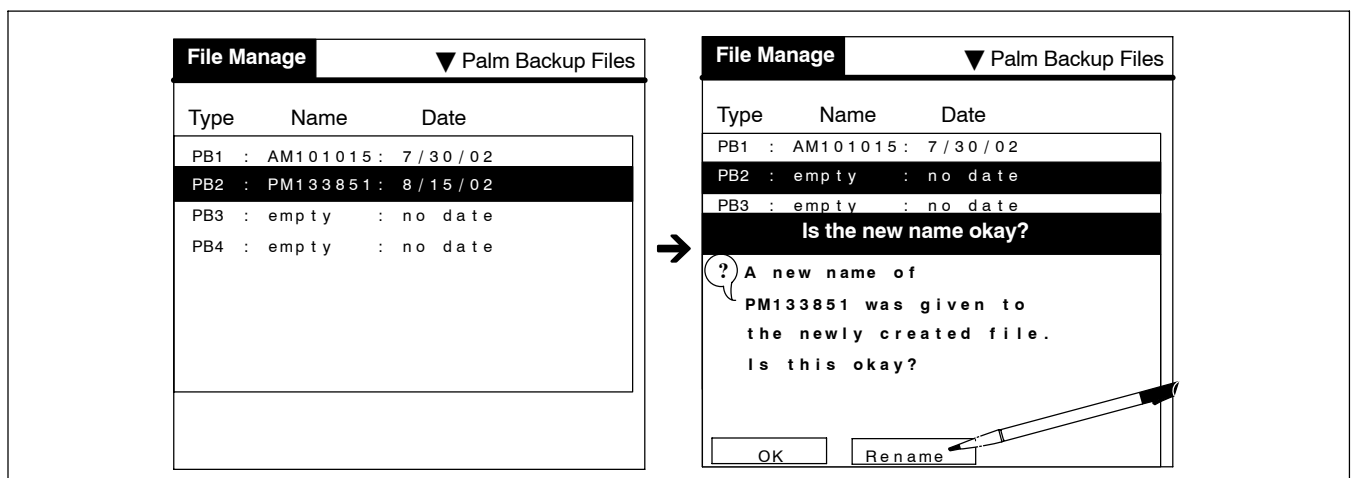 File Manage ▼ Palm Backup Files
Type Name Date
PB1 : AM101015: 7/30/02
PB2 : PM133851: 8/15/02
PB3 : empty : no date
PB4 : empty : no date
File Manage ▼ Palm Backup Files
Type Name Date
PB1 : AM101015: 7/30/02
PB2 : empty : no date
PB3 : empty : no date
Is the new name okay?
? A new name of
PM133851 was given to
the newly created file.
Is this okay?
OK Rename